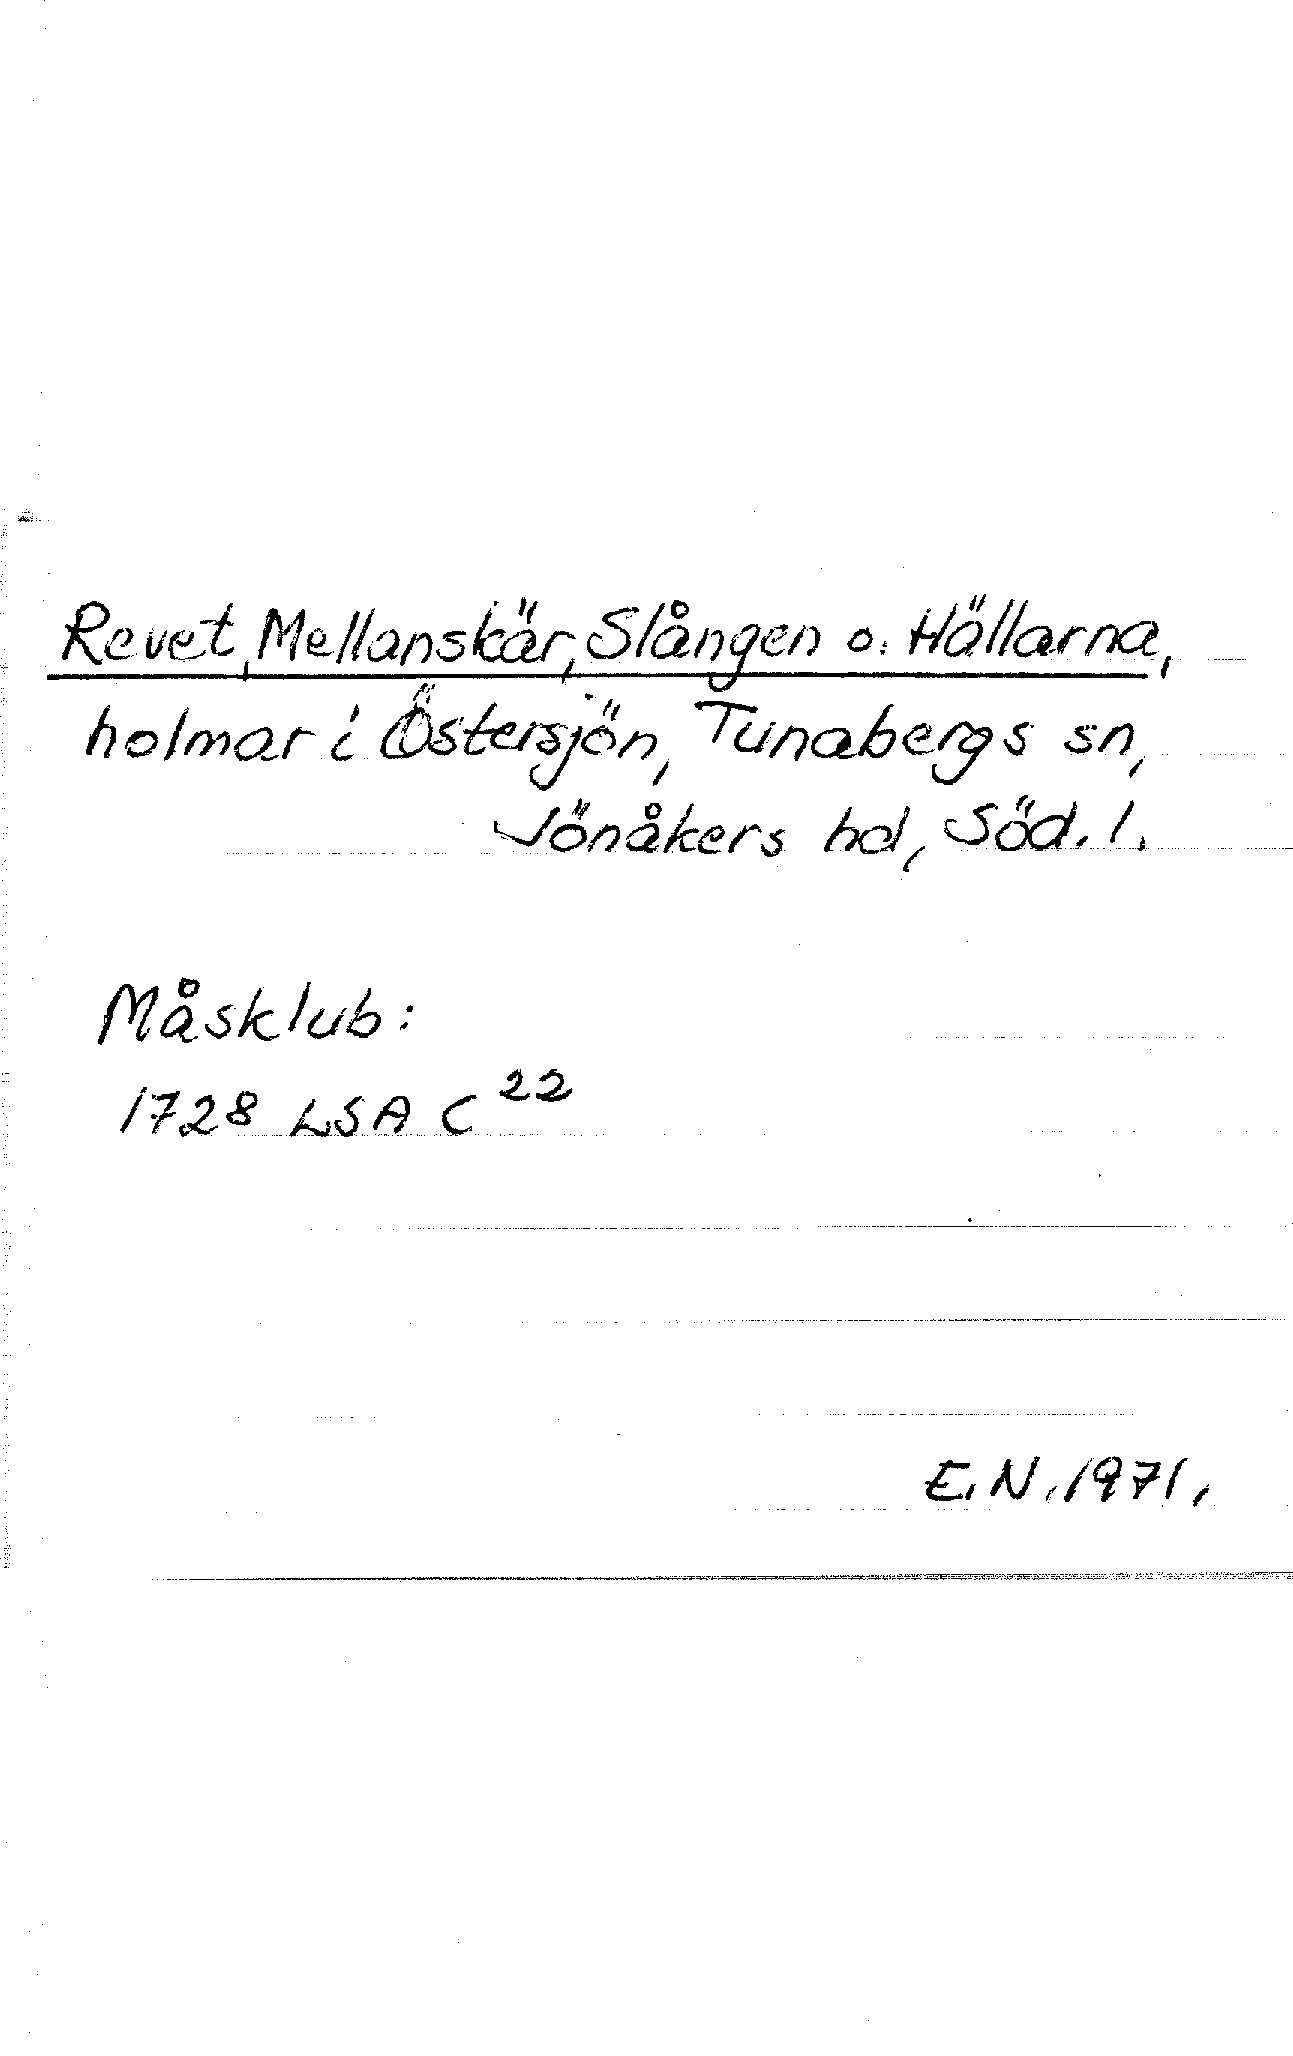 Revet, Mellanskär, Slången o. Hällarna,
holmar i Östersjön, Tunabergs sn,
Jönåkers hd, Söd. l.
Måsklub:
1728 LSA C 22
E.N. 1971.